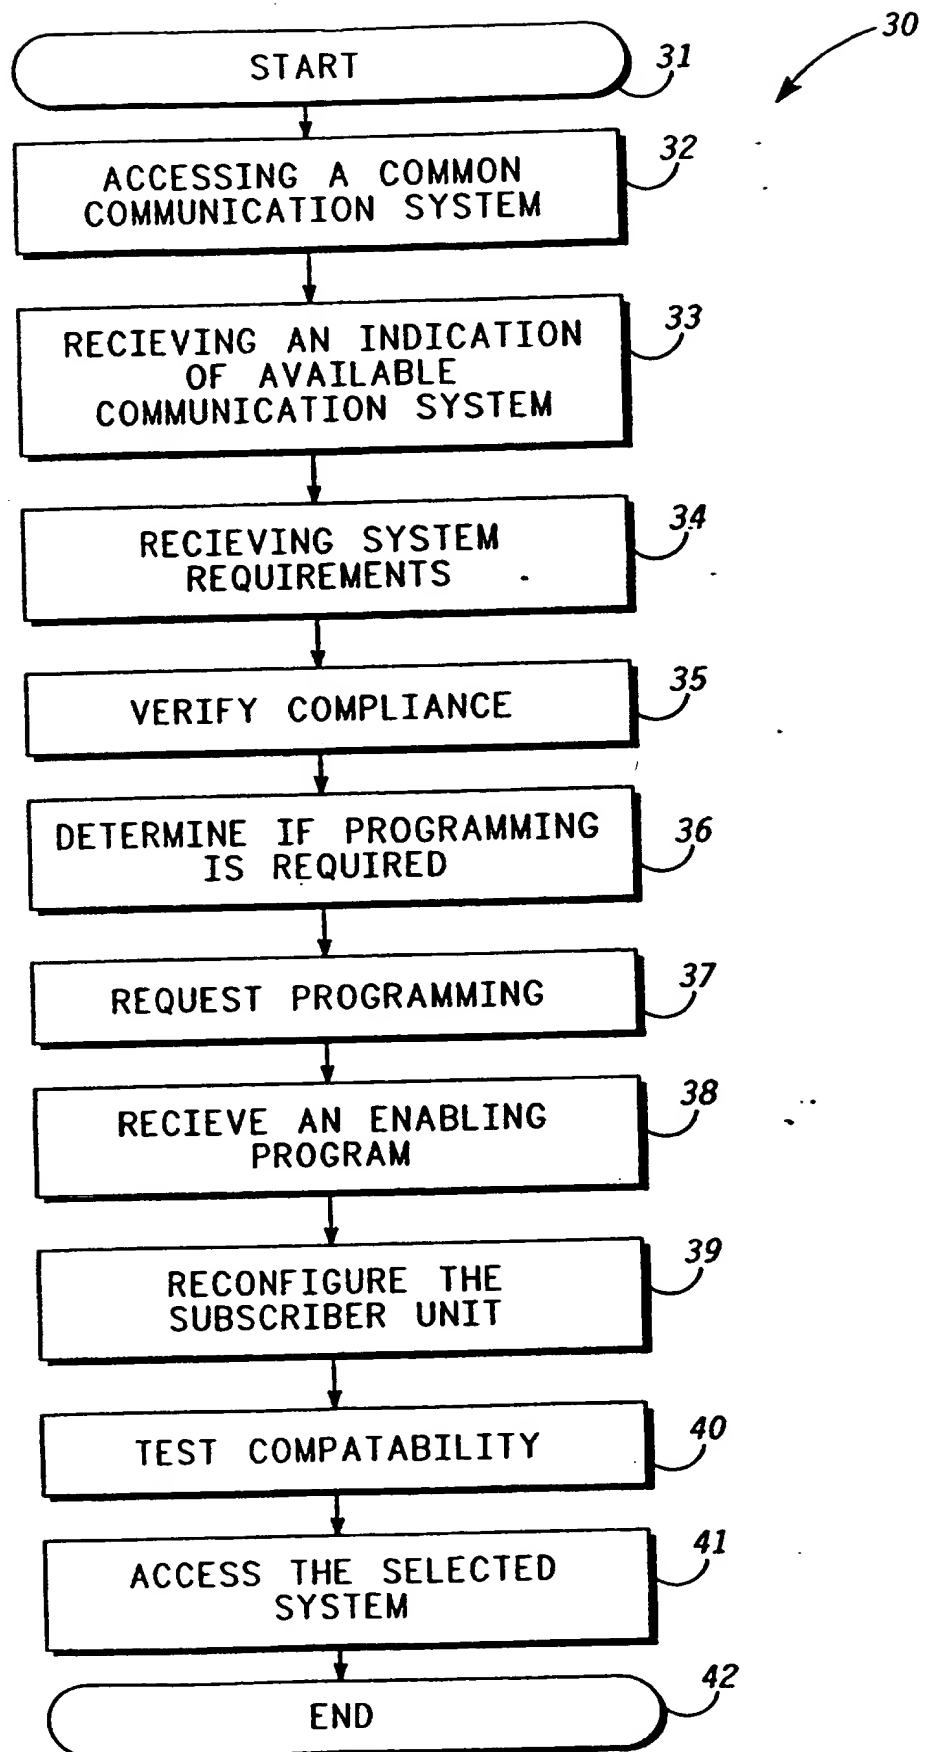 30
START
31
ACCESSING A COMMON
COMMUNICATION SYSTEM
32
RECIEVING AN INDICATION
OF AVAILABLE
COMMUNICATION SYSTEM
33
RECIEVING SYSTEM
REQUIREMENTS
34
VERIFY COMPLIANCE
35
DETERMINE IF PROGRAMMING
IS REQUIRED
36
REQUEST PROGRAMMING
37
RECIEVE AN ENABLING
PROGRAM
38
RECONFIGURE THE
SUBSCRIBER UNIT
39
TEST COMPATABILITY
40
ACCESS THE SELECTED
SYSTEM
41
END
42